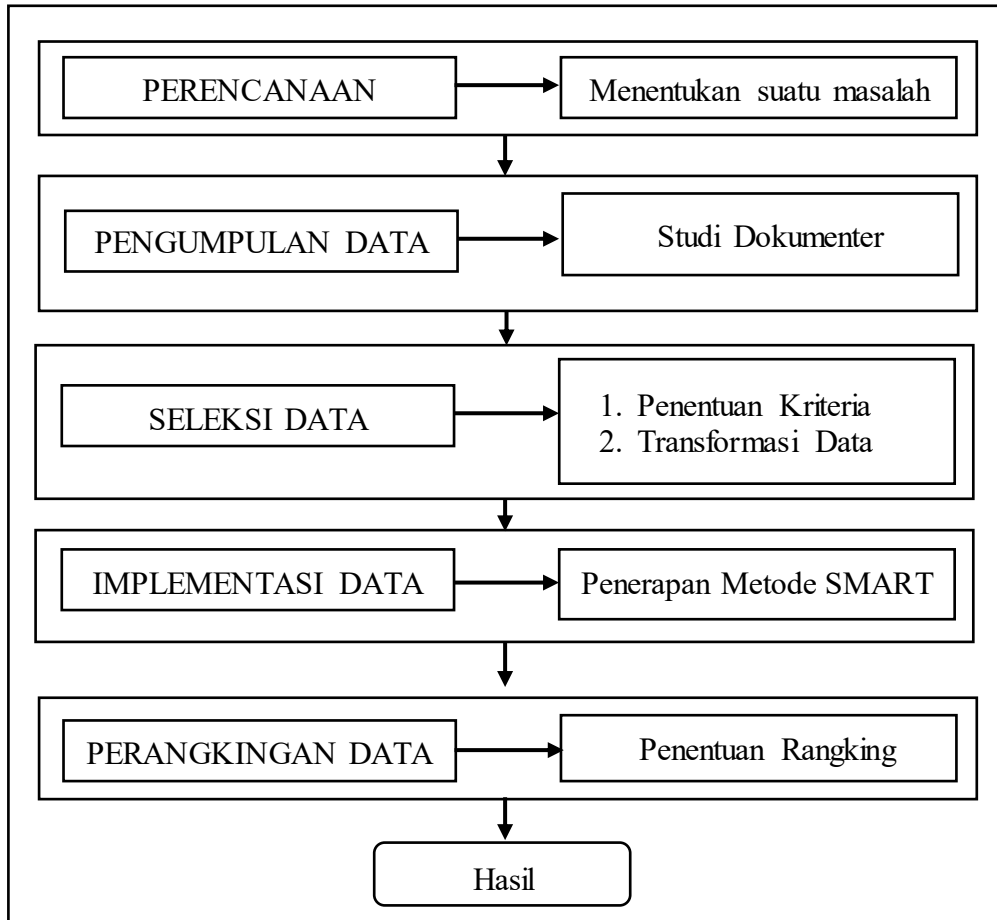 PERENCANAAN
Menentukan suatu masalah
PENGUMPULAN DATA
Studi Dokumenter
SELEKSI DATA
1. Penentuan Kriteria
2. Transformasi Data
IMPLEMENTASI DATA
Penerapan Metode SMART
PERANGKINGAN DATA
Penentuan Rangking
Hasil